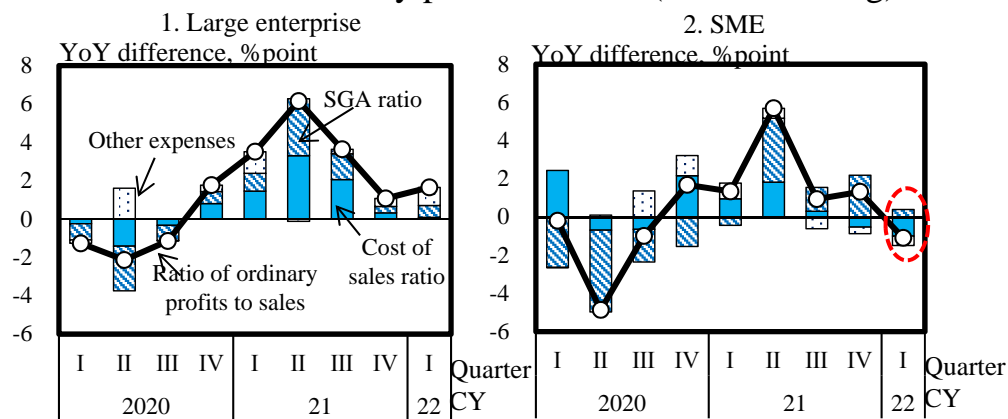 1. Large enterprise
YoY difference, %point
8
6
4
2
0
-2
-4
-6
SGA ratio
Other expenses
Cost of
sales ratio
Ratio of ordinary
profits to sales
I II III IV I II III I Quarter
2020 21 22 CY
2. SME
YoY difference, %point
8
6
4
2
0
-2
-4
-6
I II III IV I II III IV I Quarter
2020 21 22 CY